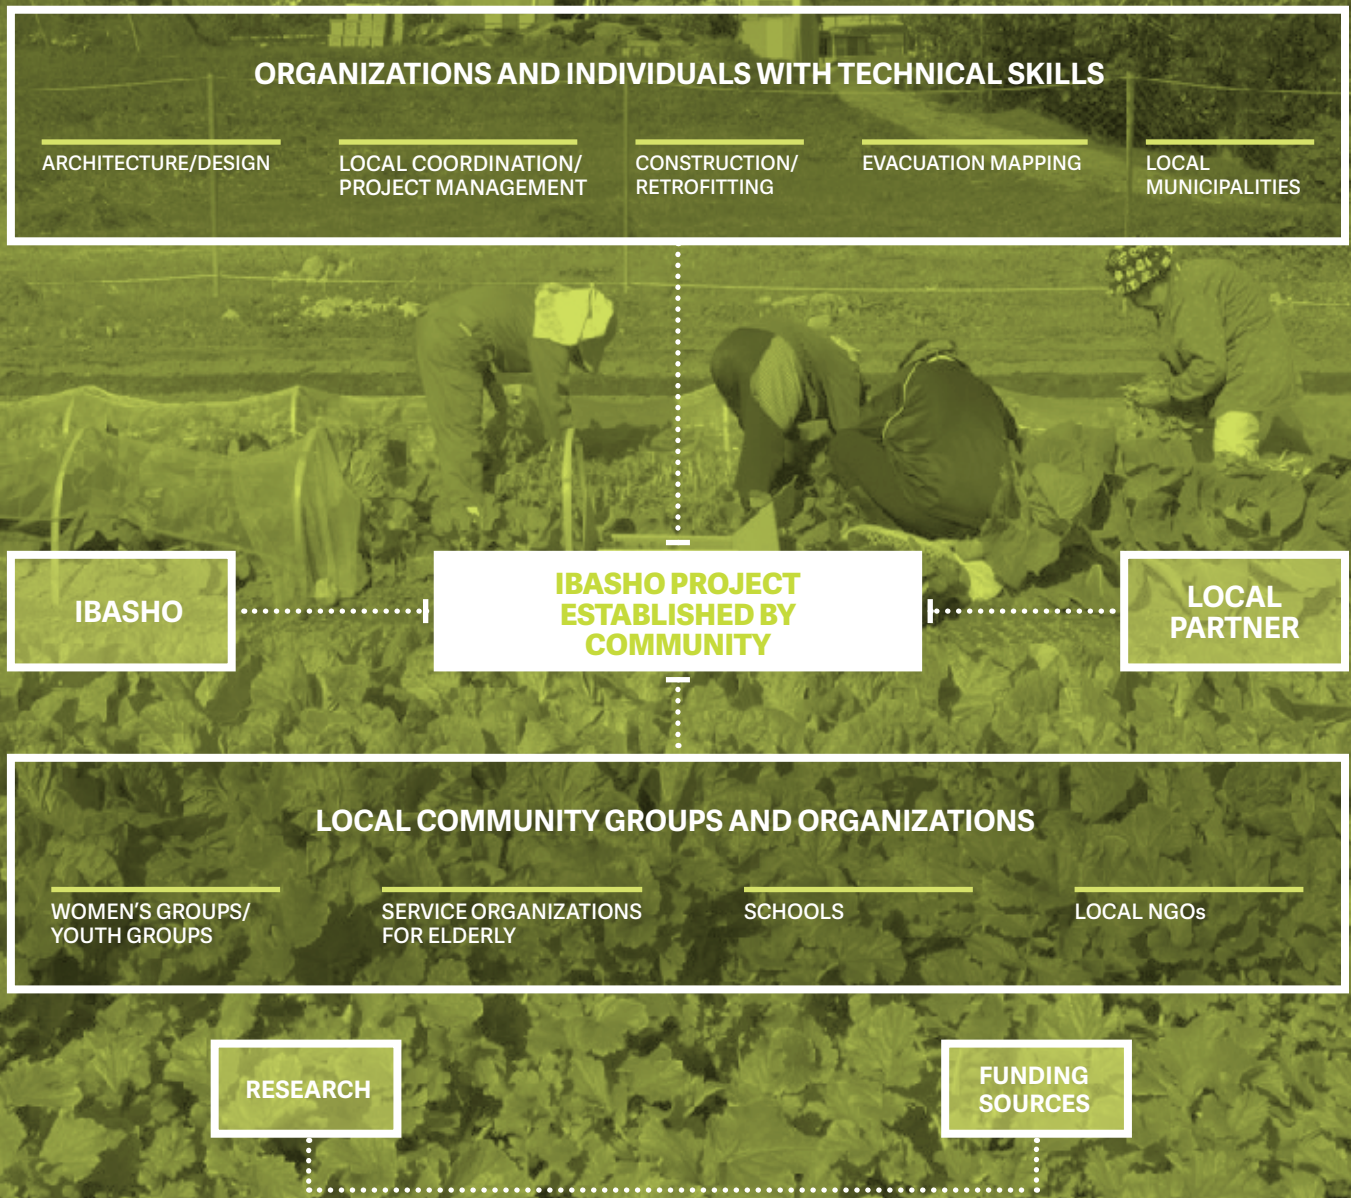 ORGANIZATIONS AND INDIVIDUALS WITH TECHNICAL SKILLS
ARCHITECTURE/DESIGN
LOCAL COORDINATION/
PROJECT MANAGEMENT
CONSTRUCTION/
RETROFITTING
EVACUATION MAPPING
LOCAL
MUNICIPALITIES
IBASHO
IBASHO PROJECT
ESTABLISHED BY
COMMUNITY
LOCAL
PARTNER
LOCAL COMMUNITY GROUPS AND ORGANIZATIONS
WOMEN'S GROUPS/
YOUTH GROUPS
SERVICE ORGANIZATIONS
FOR ELDERLY
SCHOOLS
LOCAL NGOs
RESEARCH
FUNDING
SOURCES